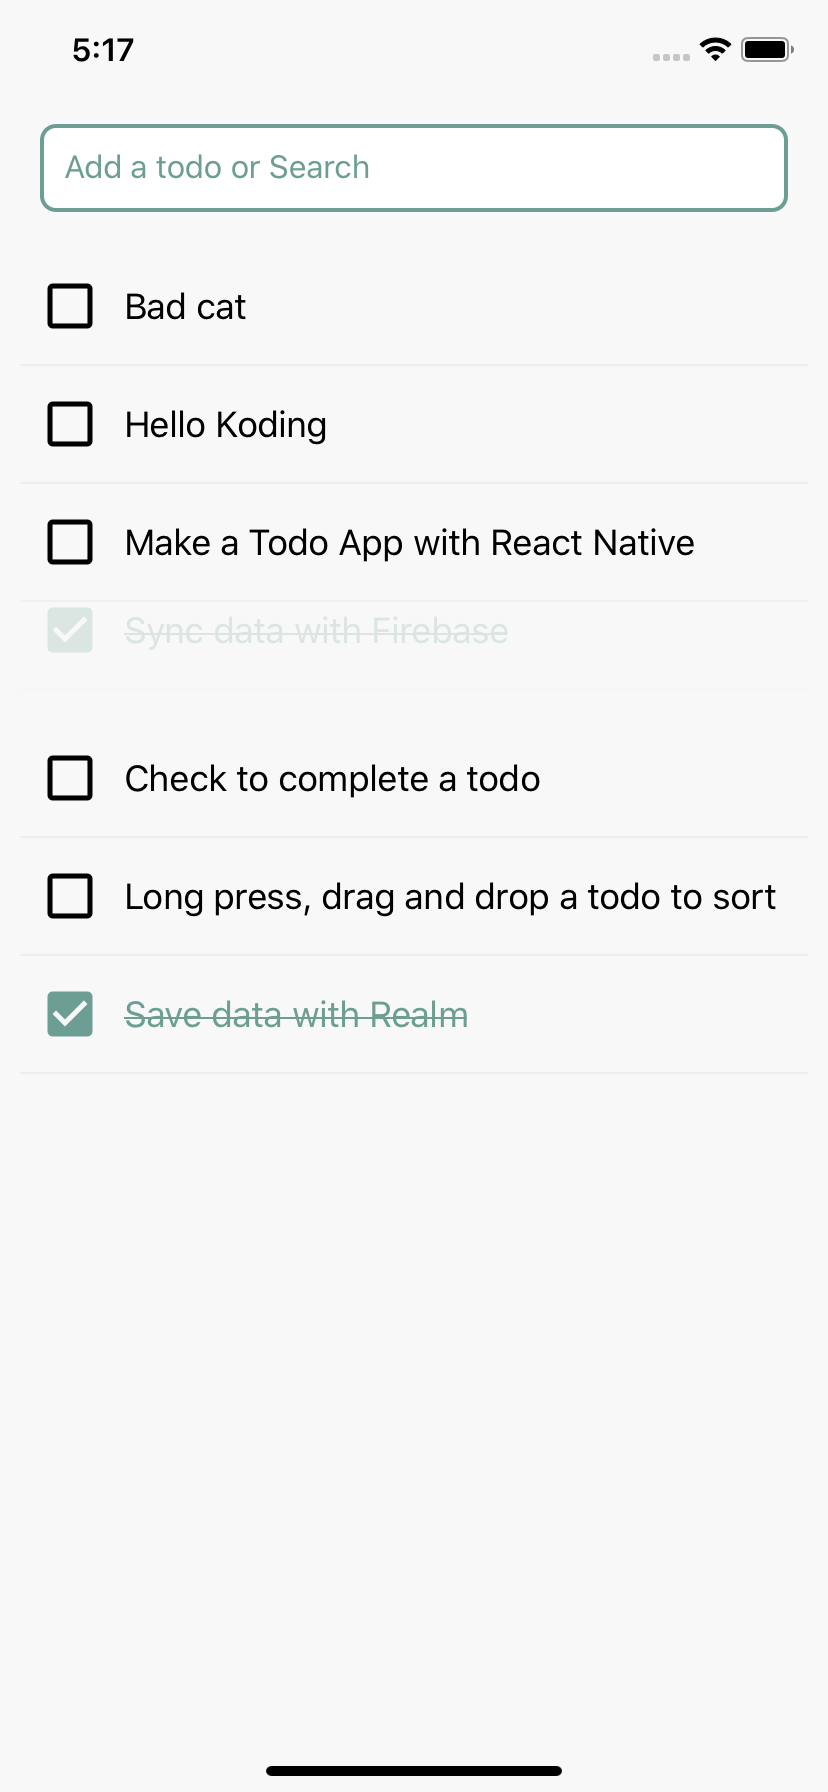 5:17
Add a todo or Search
Bad cat
Hello Koding
Make a Todo App with React Native
Sync data with Firebase
Check to complete a todo
Long press, drag and drop a todo to sort
Save data with Realm